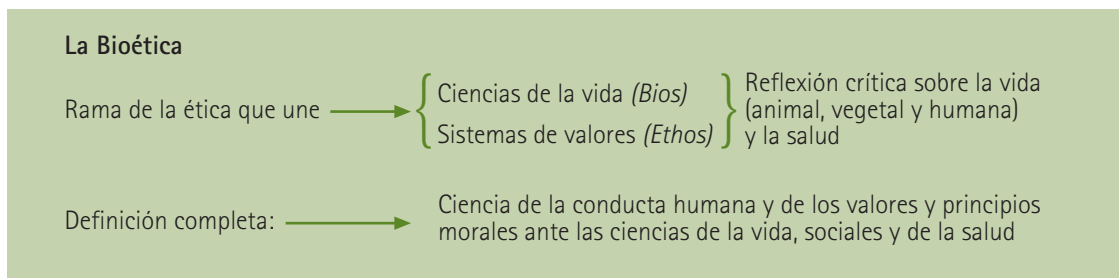 La Bioética
Rama de la ética que une
Ciencias de la vida (Bios)
Sistemas de valores (Ethos)
Reflexión crítica sobre la vida
(animal, vegetal y humana)
y la salud
Definición completa:
Ciencia de la conducta humana y de los valores y principios
morales ante las ciencias de la vida, sociales y de la salud